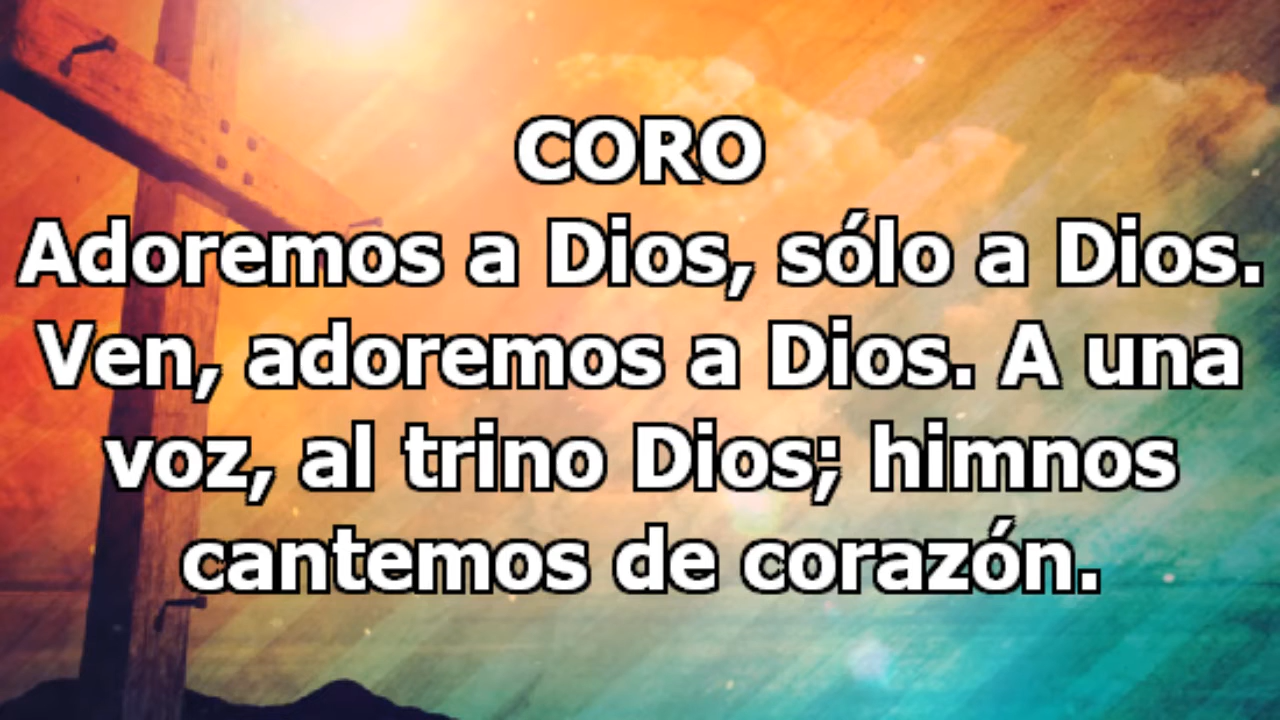 CORO
Adoremos a Dios, sólo a Dios.
Ven, adoremos a Dios. A una
voz, al trino Dios; himnos
cantemos de corazón.